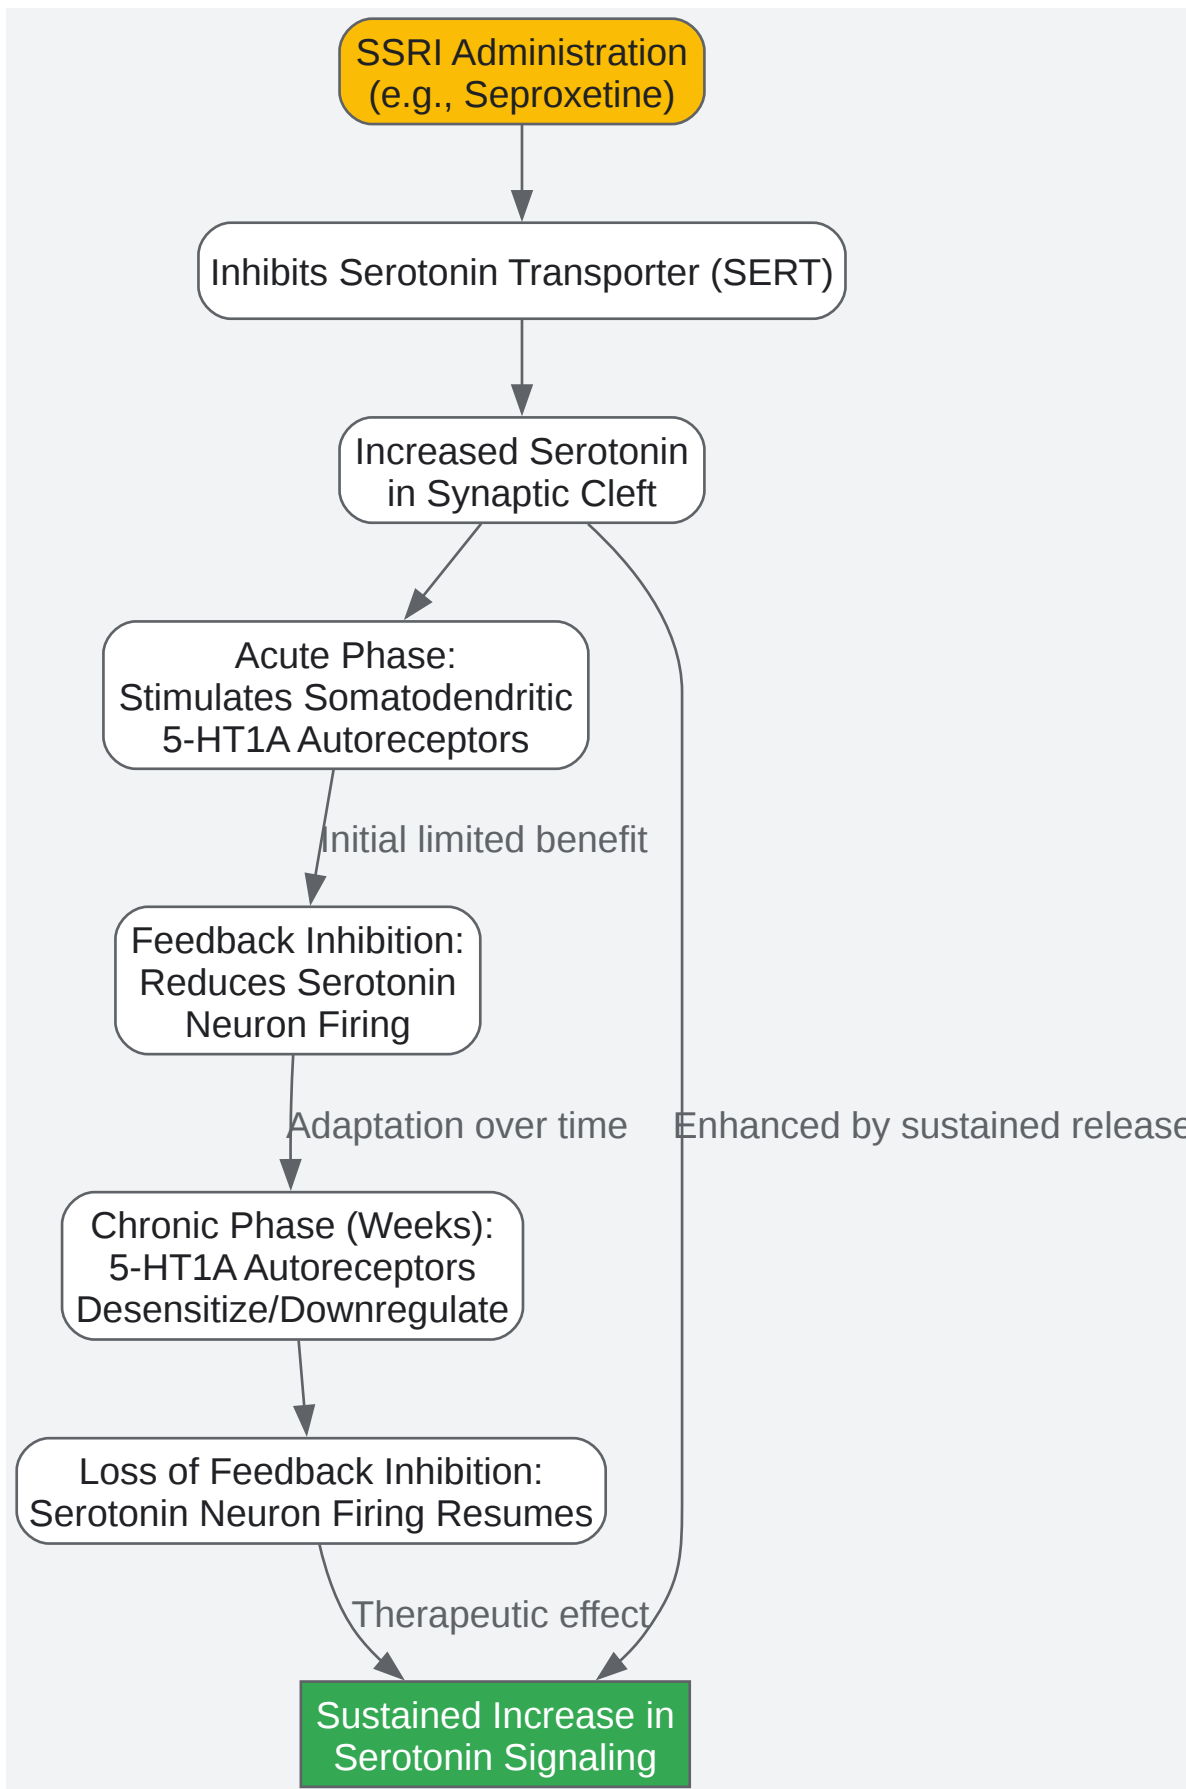 SSRI Administration
(e.g., Seproxetine)
Inhibits Serotonin Transporter (SERT)
Increased Serotonin
in Synaptic Cleft
Acute Phase:
Stimulates Somatodendritic
5-HT1A Autoreceptors
Initial limited benefit
Feedback Inhibition:
Reduces Serotonin
Neuron Firing
Adaptation over time
Enhanced by sustained release
Chronic Phase (Weeks):
5-HT1A Autoreceptors
Desensitize/Downregulate
Loss of Feedback Inhibition:
Serotonin Neuron Firing Resumes
Therapeutic effect
Sustained Increase in
Serotonin Signaling